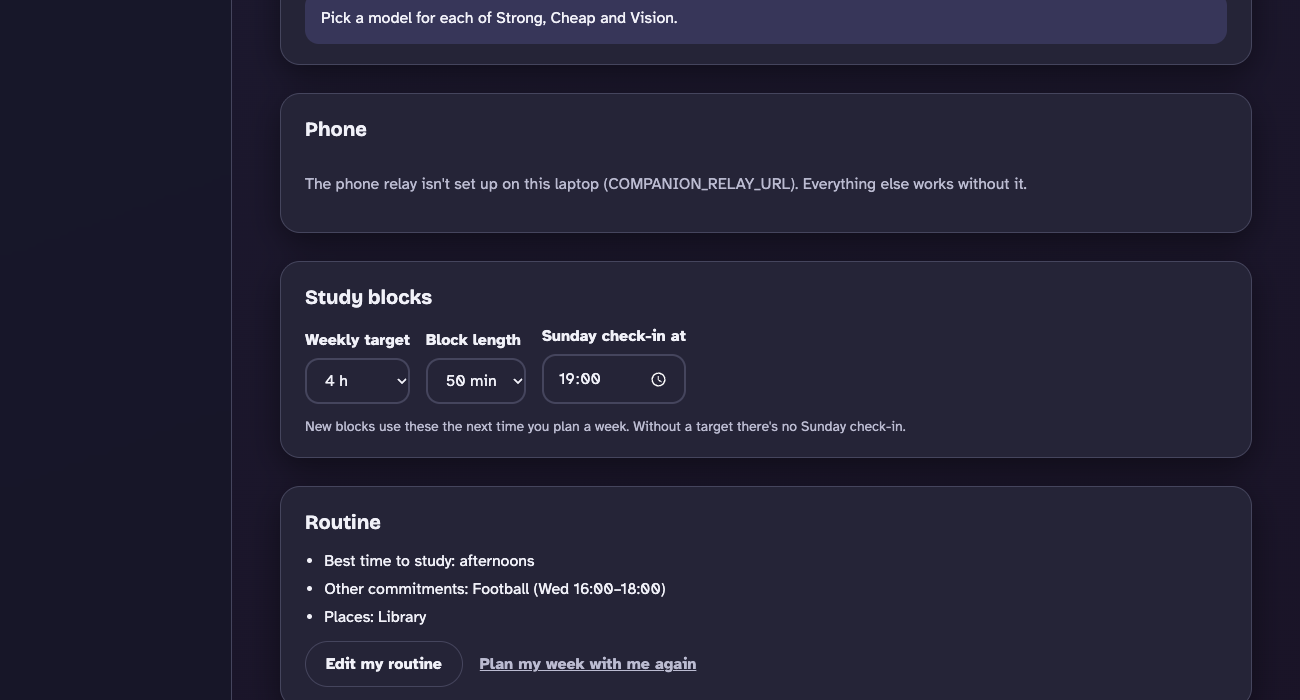 Pick a model for each of Strong, Cheap and Vision.
Phone
The phone relay isn't set up on this laptop (COMPANION_RELAY_URL). Everything else works without it.
Study blocks
Weekly target Block length Sunday check-in at
4 h 50 min 19:00
New blocks use these the next time you plan a week. Without a target there's no Sunday check-in.
Routine
• Best time to study: afternoons
• Other commitments: Football (Wed 16:00–18:00)
• Places: Library
Edit my routine Plan my week with me again